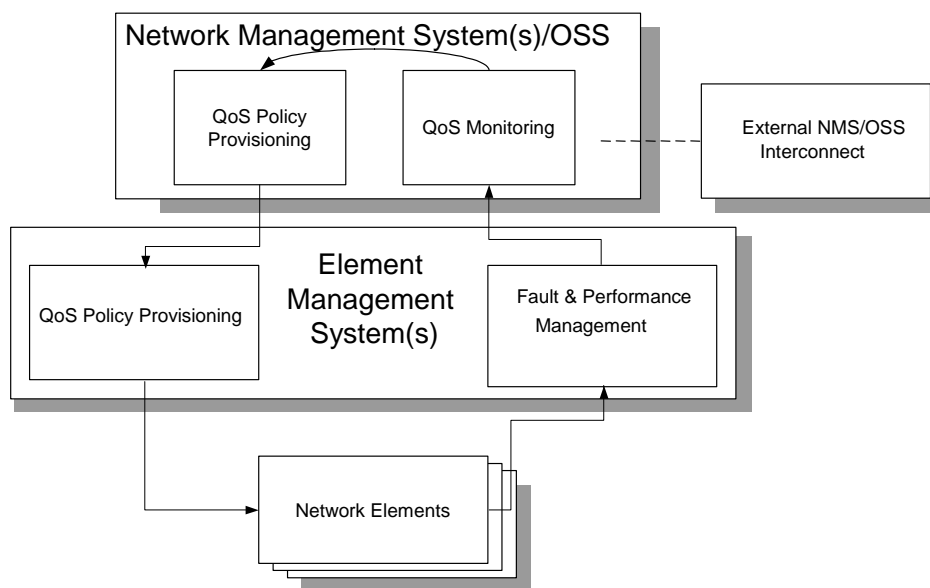 Network Management System(s)/OSS
QoS Policy
Provisioning
QoS Monitoring
External NMS/OSS
Interconnect
Element
Management
System(s)
QoS Policy Provisioning
Fault & Performance
Management
Network Elements